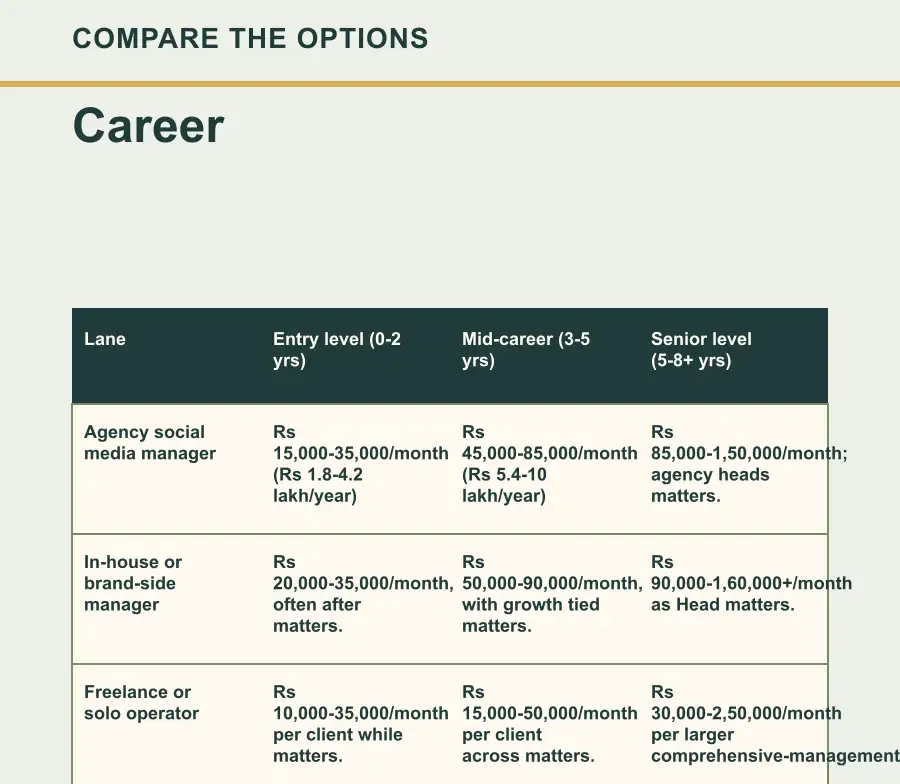 COMPARE THE OPTIONS
Career
Lane
Entry level (0-2
yrs)
Mid-career (3-5
yrs)
Senior level
(5-8+ yrs)
Agency social
media manager
Rs
15,000-35,000/month
(Rs 1.8-4.2
lakh/year)
Rs
45,000-85,000/month
(Rs 5.4-10
lakh/year)
Rs
85,000-1,50,000/month;
agency heads
matters.
In-house or
brand-side
manager
Rs
20,000-35,000/month,
often after
matters.
Rs
50,000-90,000/month,
with growth tied
matters.
Rs
90,000-1,60,000+/month
as Head matters.
Freelance or
solo operator
Rs
10,000-35,000/month
per client while
matters.
Rs
15,000-50,000/month
per client
across matters.
Rs
30,000-2,50,000/month
per larger
comprehensive-management